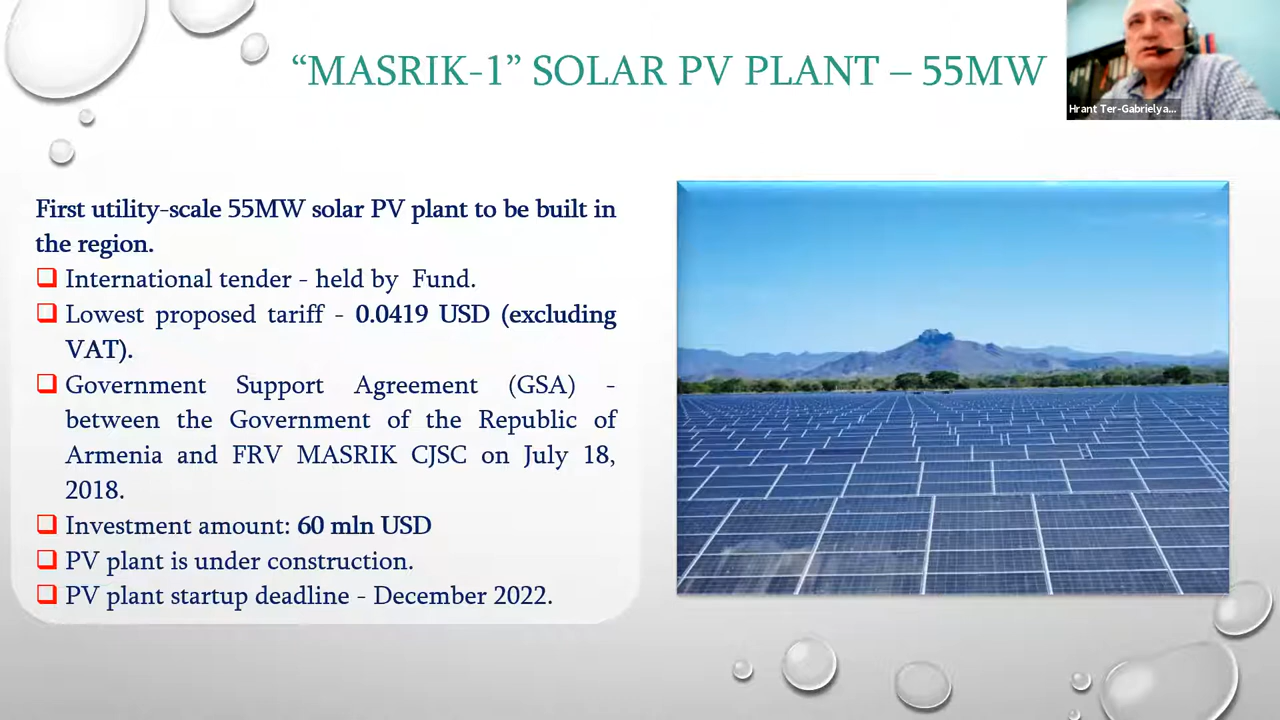 “MASRIK-1” SOLAR PV PLANT – 55MW
Hrant Ter-Gabrielya...
First utility-scale 55MW solar PV plant to be built in
the region.
International tender - held by Fund.
Lowest proposed tariff - 0.0419 USD (excluding
VAT).
Government Support Agreement (GSA) -
between the Government of the Republic of
Armenia and FRV MASRIK CJSC on July 18,
2018.
Investment amount: 60 mln USD
PV plant is under construction.
PV plant startup deadline - December 2022.